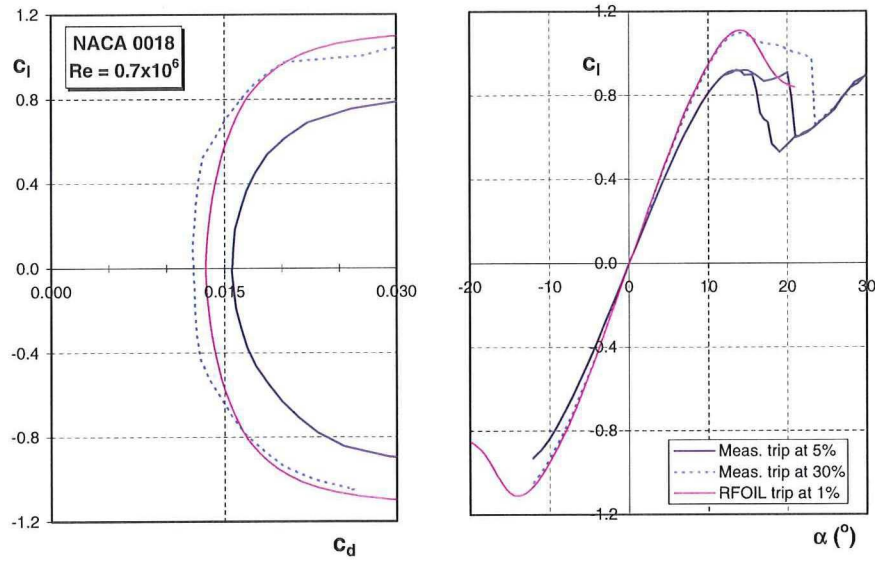 1.2
c_l
NACA 0018
Re = 0.7x10^6
0.8
0.4
0.0
0.000
0.015
0.030
-0.4
-0.8
-1.2
c_d
1.2
c_l
0.8
0.4
0.0
-20
-10
0
10
20
30
-0.4
-0.8
-1.2
Meas. trip at 5%
Meas. trip at 30%
RFOIL trip at 1%
α (°)